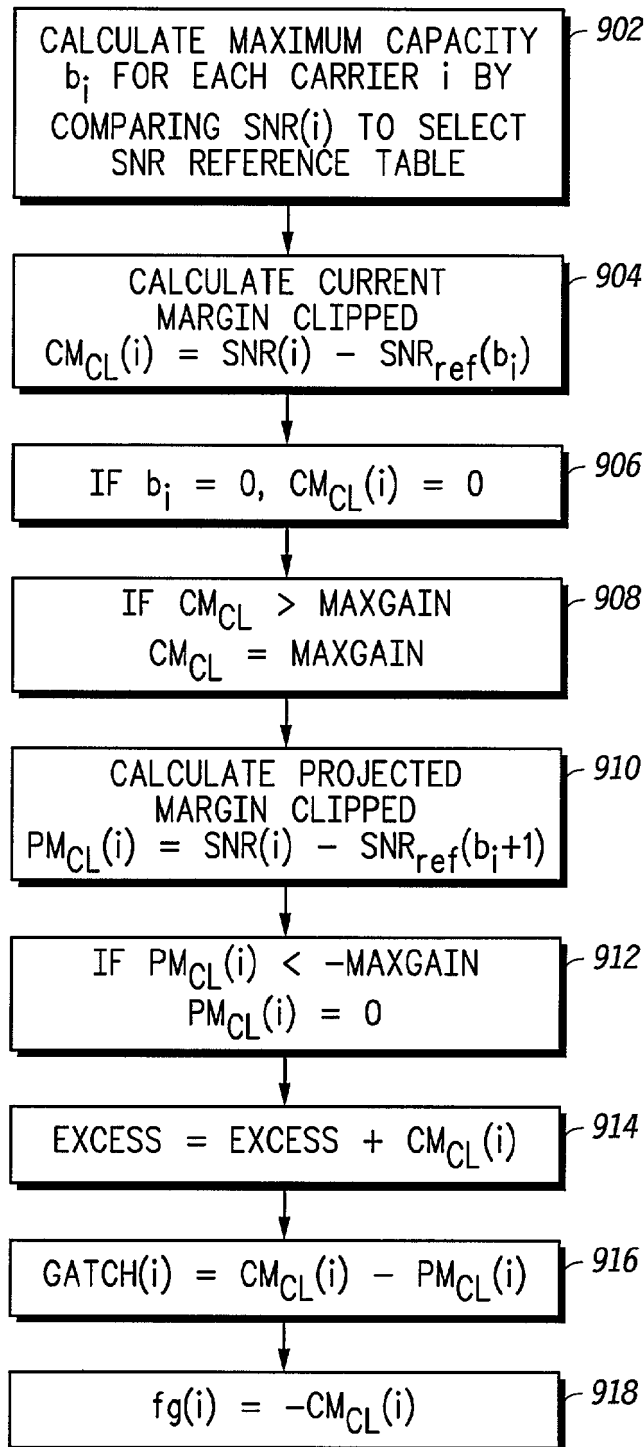 CALCULATE MAXIMUM CAPACITY
b_i FOR EACH CARRIER i BY
COMPARING SNR(i) TO SELECT
SNR REFERENCE TABLE
902
CALCULATE CURRENT
MARGIN CLIPPED
CM_CL(i) = SNR(i) - SNR_ref(b_i)
904
IF b_i = 0, CM_CL(i) = 0
906
IF CM_CL > MAXGAIN
CM_CL = MAXGAIN
908
CALCULATE PROJECTED
MARGIN CLIPPED
PM_CL(i) = SNR(i) - SNR_ref(b_i+1)
910
IF PM_CL(i) < -MAXGAIN
PM_CL(i) = 0
912
EXCESS = EXCESS + CM_CL(i)
914
GATCH(i) = CM_CL(i) - PM_CL(i)
916
fg(i) = -CM_CL(i)
918